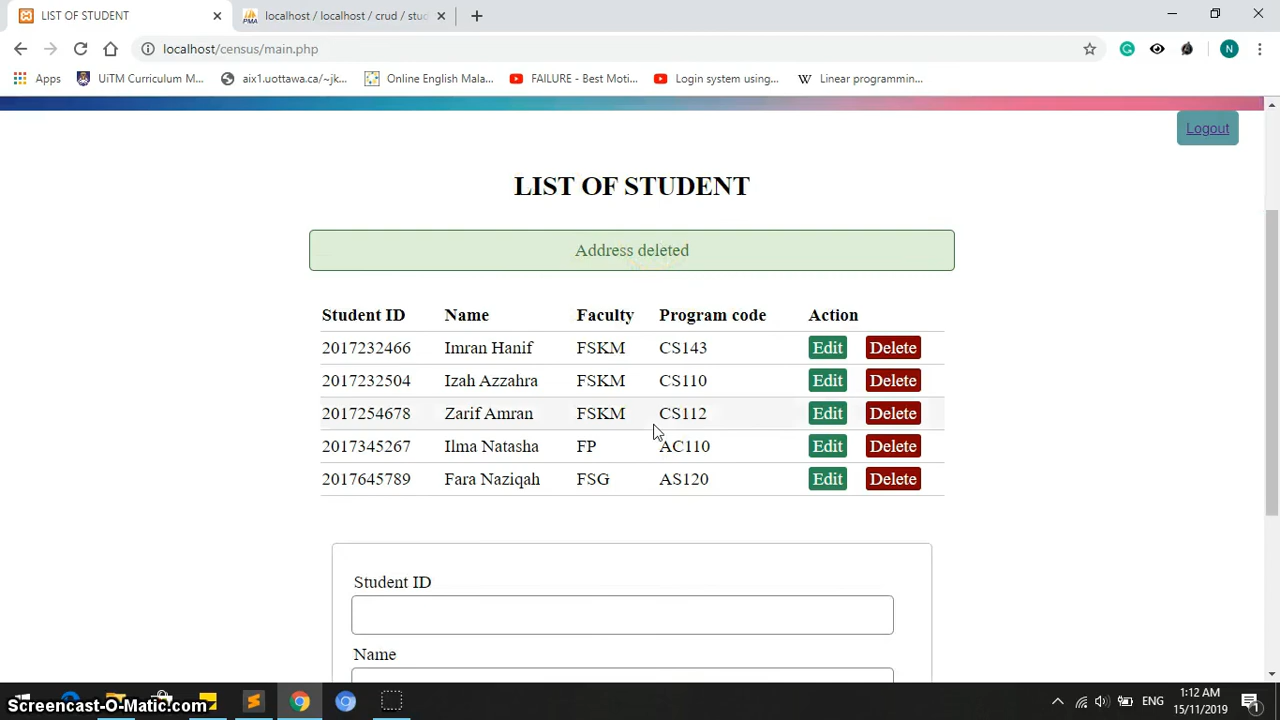 LIST OF STUDENT
localhost / localhost / crud / stud
localhost/census/main.php
Apps UiTM Curriculum M... aix1.uottawa.ca/~jk... Online English Mala... FAILURE - Best Moti... Login system using... Linear programmin...
Logout
LIST OF STUDENT
Address deleted
Student ID Name Faculty Program code Action
2017232466 Imran Hanif FSKM CS143 Edit Delete
2017232504 Izah Azzahra FSKM CS110 Edit Delete
2017254678 Zarif Amran FSKM CS112 Edit Delete
2017345267 Ilma Natasha FP AC110 Edit Delete
2017645789 Fara Naziqah FSG AS120 Edit Delete
Student ID
Name
Screencast-O-Matic.com
ENG
1:12 AM
15/11/2019